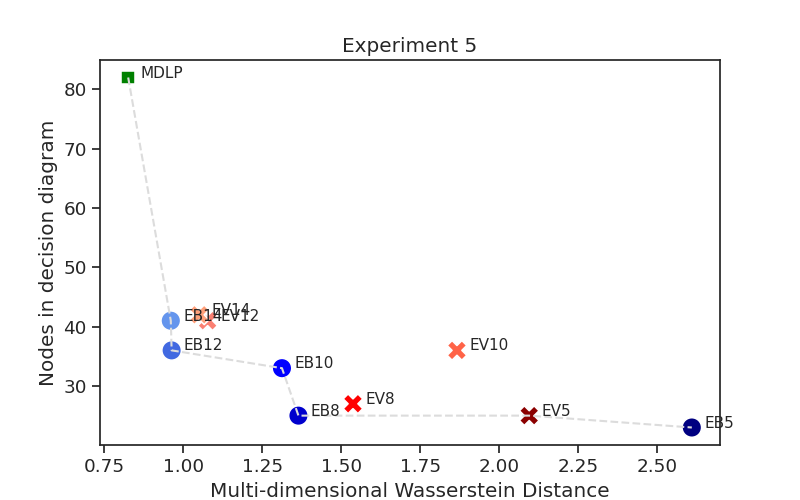 Experiment 5
Nodes in decision diagram
80
70
60
50
40
30
MDLP
EV14
EB14
EV12
EB12
EV10
EB10
EV8
EB8
EV5
EB5
0.75
1.00
1.25
1.50
1.75
2.00
2.25
2.50
Multi-dimensional Wasserstein Distance